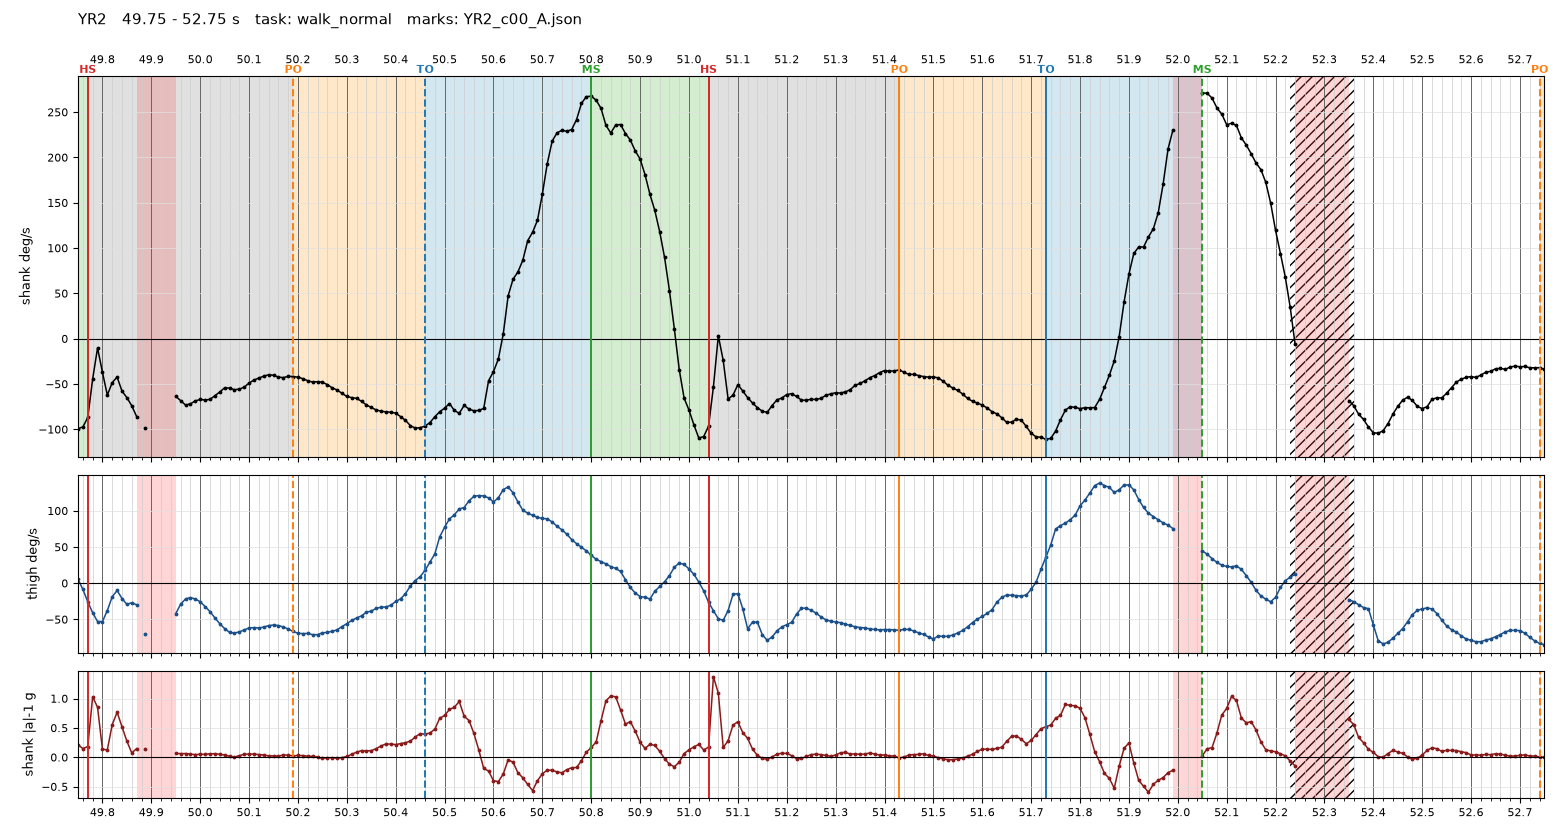 YR2 49.75 - 52.75 s task: walk_normal marks: YR2_c00_A.json
49.8 49.9 50.0 50.1 50.2 50.3 50.4 50.5 50.6 50.7 50.8 50.9 51.0 51.1 51.2 51.3 51.4 51.5 51.6 51.7 51.8 51.9 52.0 52.1 52.2 52.3 52.4 52.5 52.6 52.7
HS PO TO MS HS PO TO MS PO
shank deg/s
250
200
150
100
50
0
−50
−100
thigh deg/s
100
50
0
−50
shank |a|-1 g
1.0
0.5
0.0
−0.5
49.8 49.9 50.0 50.1 50.2 50.3 50.4 50.5 50.6 50.7 50.8 50.9 51.0 51.1 51.2 51.3 51.4 51.5 51.6 51.7 51.8 51.9 52.0 52.1 52.2 52.3 52.4 52.5 52.6 52.7